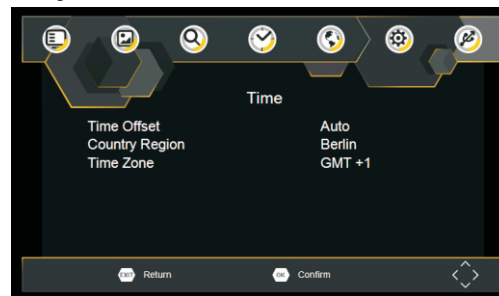 Time
Time Offset Auto
Country Region Berlin
Time Zone GMT +1
EXIT Return OK Confirm